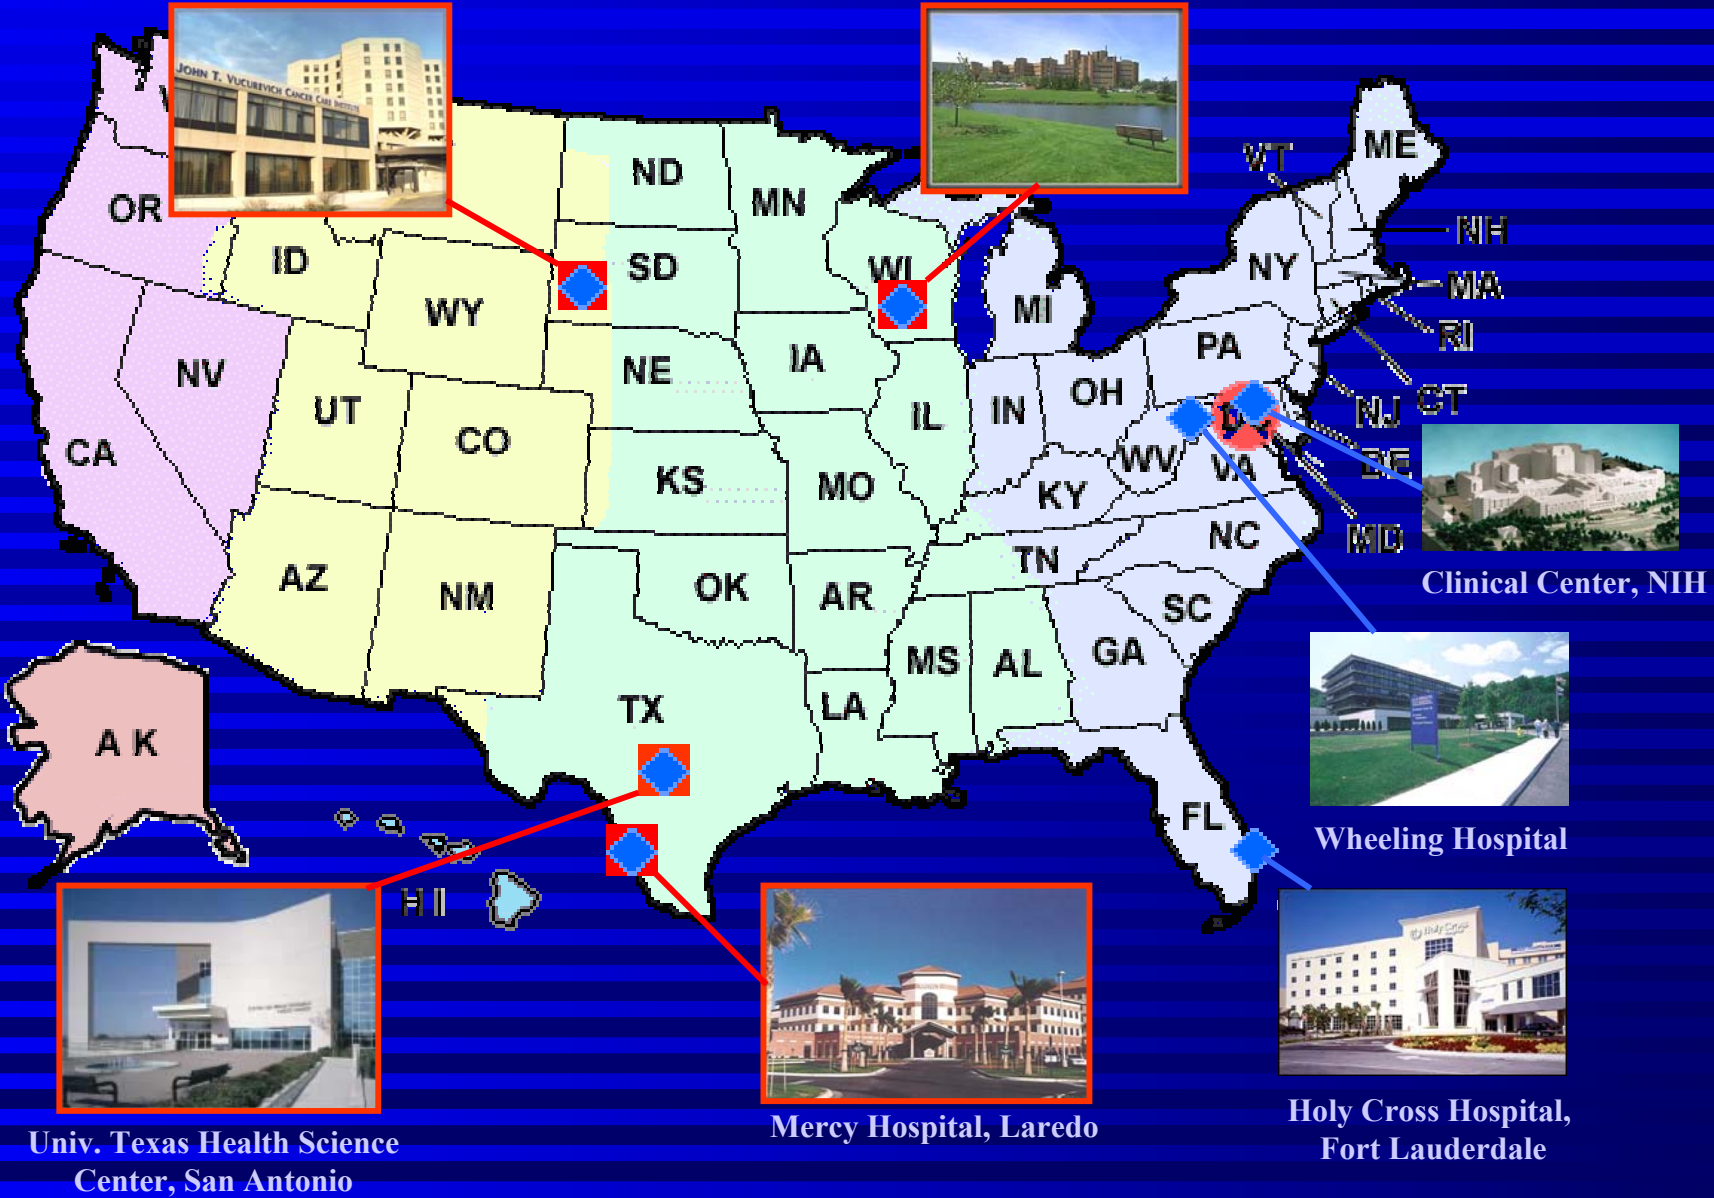 JOHN T. VUCUREVICH CANCER CARE INSTITUTE
OR
ID
WY
NV
CA
UT
CO
AZ
NM
ND
SD
MN
WI
NE
IA
KS
MO
IL
IN
OH
MI
OK
AR
TX
LA
MS
AL
GA
TN
KY
WV
VA
NC
SC
FL
PA
NY
VT
ME
NH
MA
RI
CT
NJ
DE
MD
A K
H I
Clinical Center, NIH
Wheeling Hospital
Holy Cross
Holy Cross Hospital,
Fort Lauderdale
Mercy Hospital, Laredo
Univ. Texas Health Science
Center, San Antonio